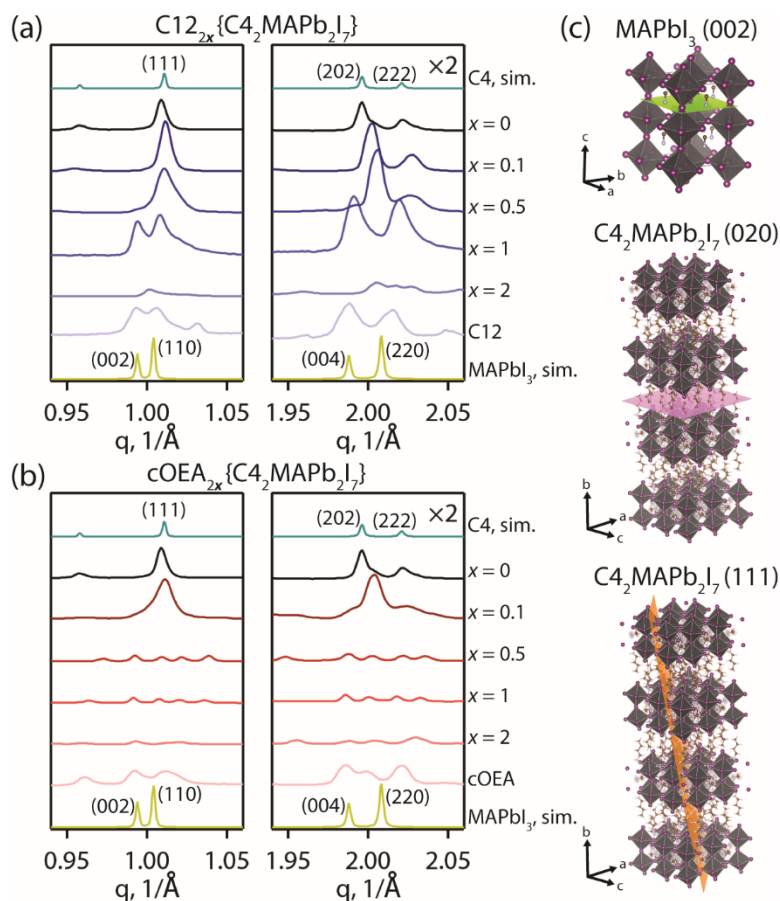 (a) C12₂ₓ{C4₂MAPb₂I₇}
(111)
(202) (222) ×2
C4, sim.
x = 0
x = 0.1
x = 0.5
x = 1
x = 2
C12
(002) (110)
(004) (220)
MAPbI₃, sim.
0.95 1.00 1.05
1.95 2.00 2.05
q, 1/Å
q, 1/Å
(b) cOEA₂ₓ{C4₂MAPb₂I₇}
(111)
(202) (222) ×2
C4, sim.
x = 0
x = 0.1
x = 0.5
x = 1
x = 2
cOEA
(002) (110)
(004) (220)
MAPbI₃, sim.
0.95 1.00 1.05
1.95 2.00 2.05
q, 1/Å
q, 1/Å
(c) MAPbI₃ (002)
c
b
a
C4₂MAPb₂I₇ (020)
b
a
c
C4₂MAPb₂I₇ (111)
b
a
c